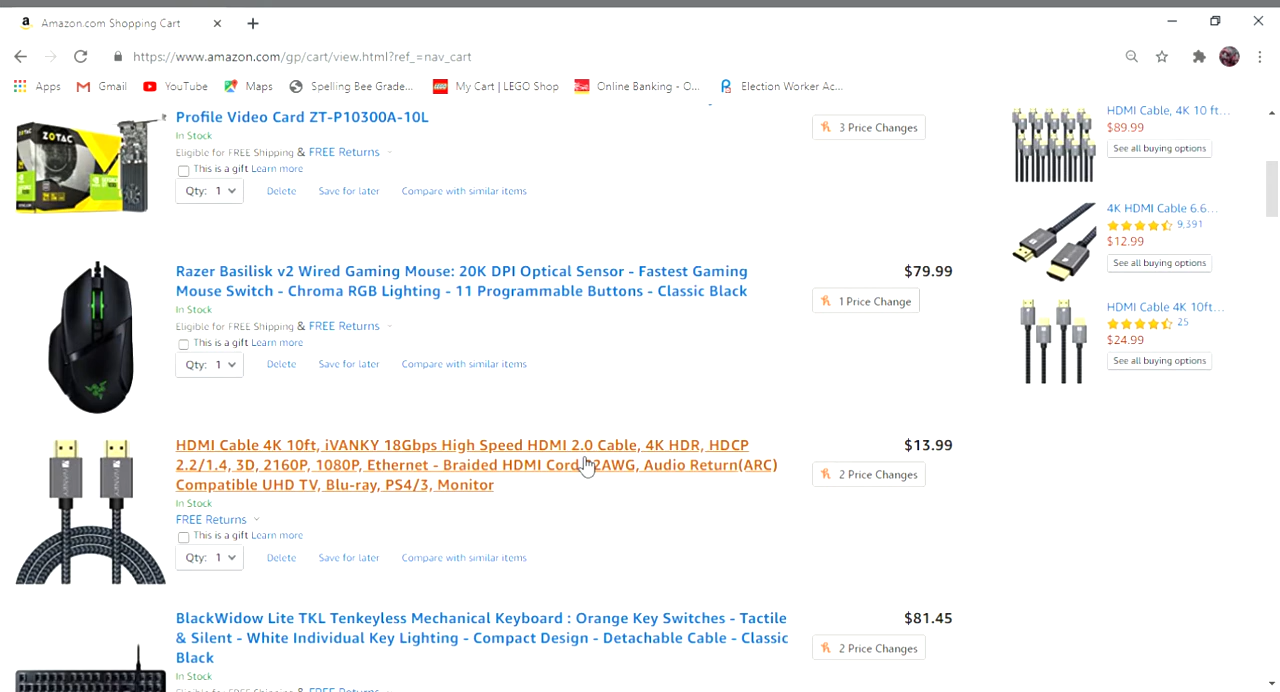 Amazon.com Shopping Cart
https://www.amazon.com/gp/cart/view.html?ref_=nav_cart
Apps Gmail YouTube Maps Spelling Bee Grade... My Cart | LEGO Shop Online Banking - O... Election Worker Ac...
Profile Video Card ZT-P10300A-10L
In Stock
Eligible for FREE Shipping & FREE Returns
This is a gift Learn more
Qty: 1 Delete Save for later Compare with similar items
3 Price Changes
ZOTAC
Razer Basilisk v2 Wired Gaming Mouse: 20K DPI Optical Sensor - Fastest Gaming
Mouse Switch - Chroma RGB Lighting - 11 Programmable Buttons - Classic Black
In Stock
Eligible for FREE Shipping & FREE Returns
This is a gift Learn more
Qty: 1 Delete Save for later Compare with similar items
$79.99
1 Price Change
HDMI Cable 4K 10ft, iVANKY 18Gbps High Speed HDMI 2.0 Cable, 4K HDR, HDCP
2.2/1.4, 3D, 2160P, 1080P, Ethernet - Braided HDMI Cord 2AWG, Audio Return(ARC)
Compatible UHD TV, Blu-ray, PS4/3, Monitor
In Stock
FREE Returns
This is a gift Learn more
Qty: 1 Delete Save for later Compare with similar items
$13.99
2 Price Changes
BlackWidow Lite TKL Tenkeyless Mechanical Keyboard : Orange Key Switches - Tactile
& Silent - White Individual Key Lighting - Compact Design - Detachable Cable - Classic
Black
In Stock
Eligible for FREE Shipping & FREE Returns
$81.45
2 Price Changes
HDMI Cable, 4K 10 ft...
$89.99
See all buying options
4K HDMI Cable 6.6...
9,391
$12.99
See all buying options
HDMI Cable 4K 10ft...
25
$24.99
See all buying options